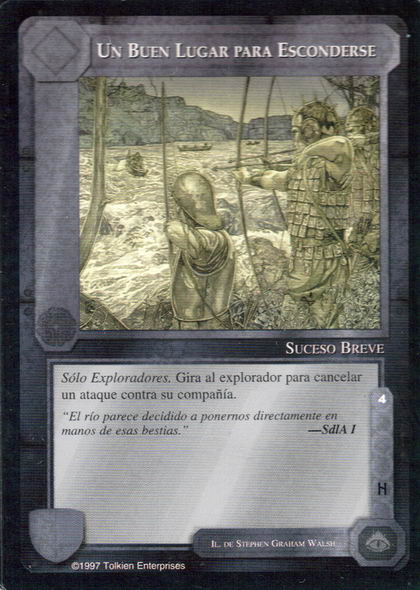 Un Buen Lugar para Esconderse
Suceso Breve
Sólo Exploradores. Gira al explorador para cancelar
un ataque contra su compañía.
“El río parece decidido a ponernos directamente en
manos de esas bestias.” —SdlA I
4
Il. de Stephen Graham Walsh
©1997 Tolkien Enterprises